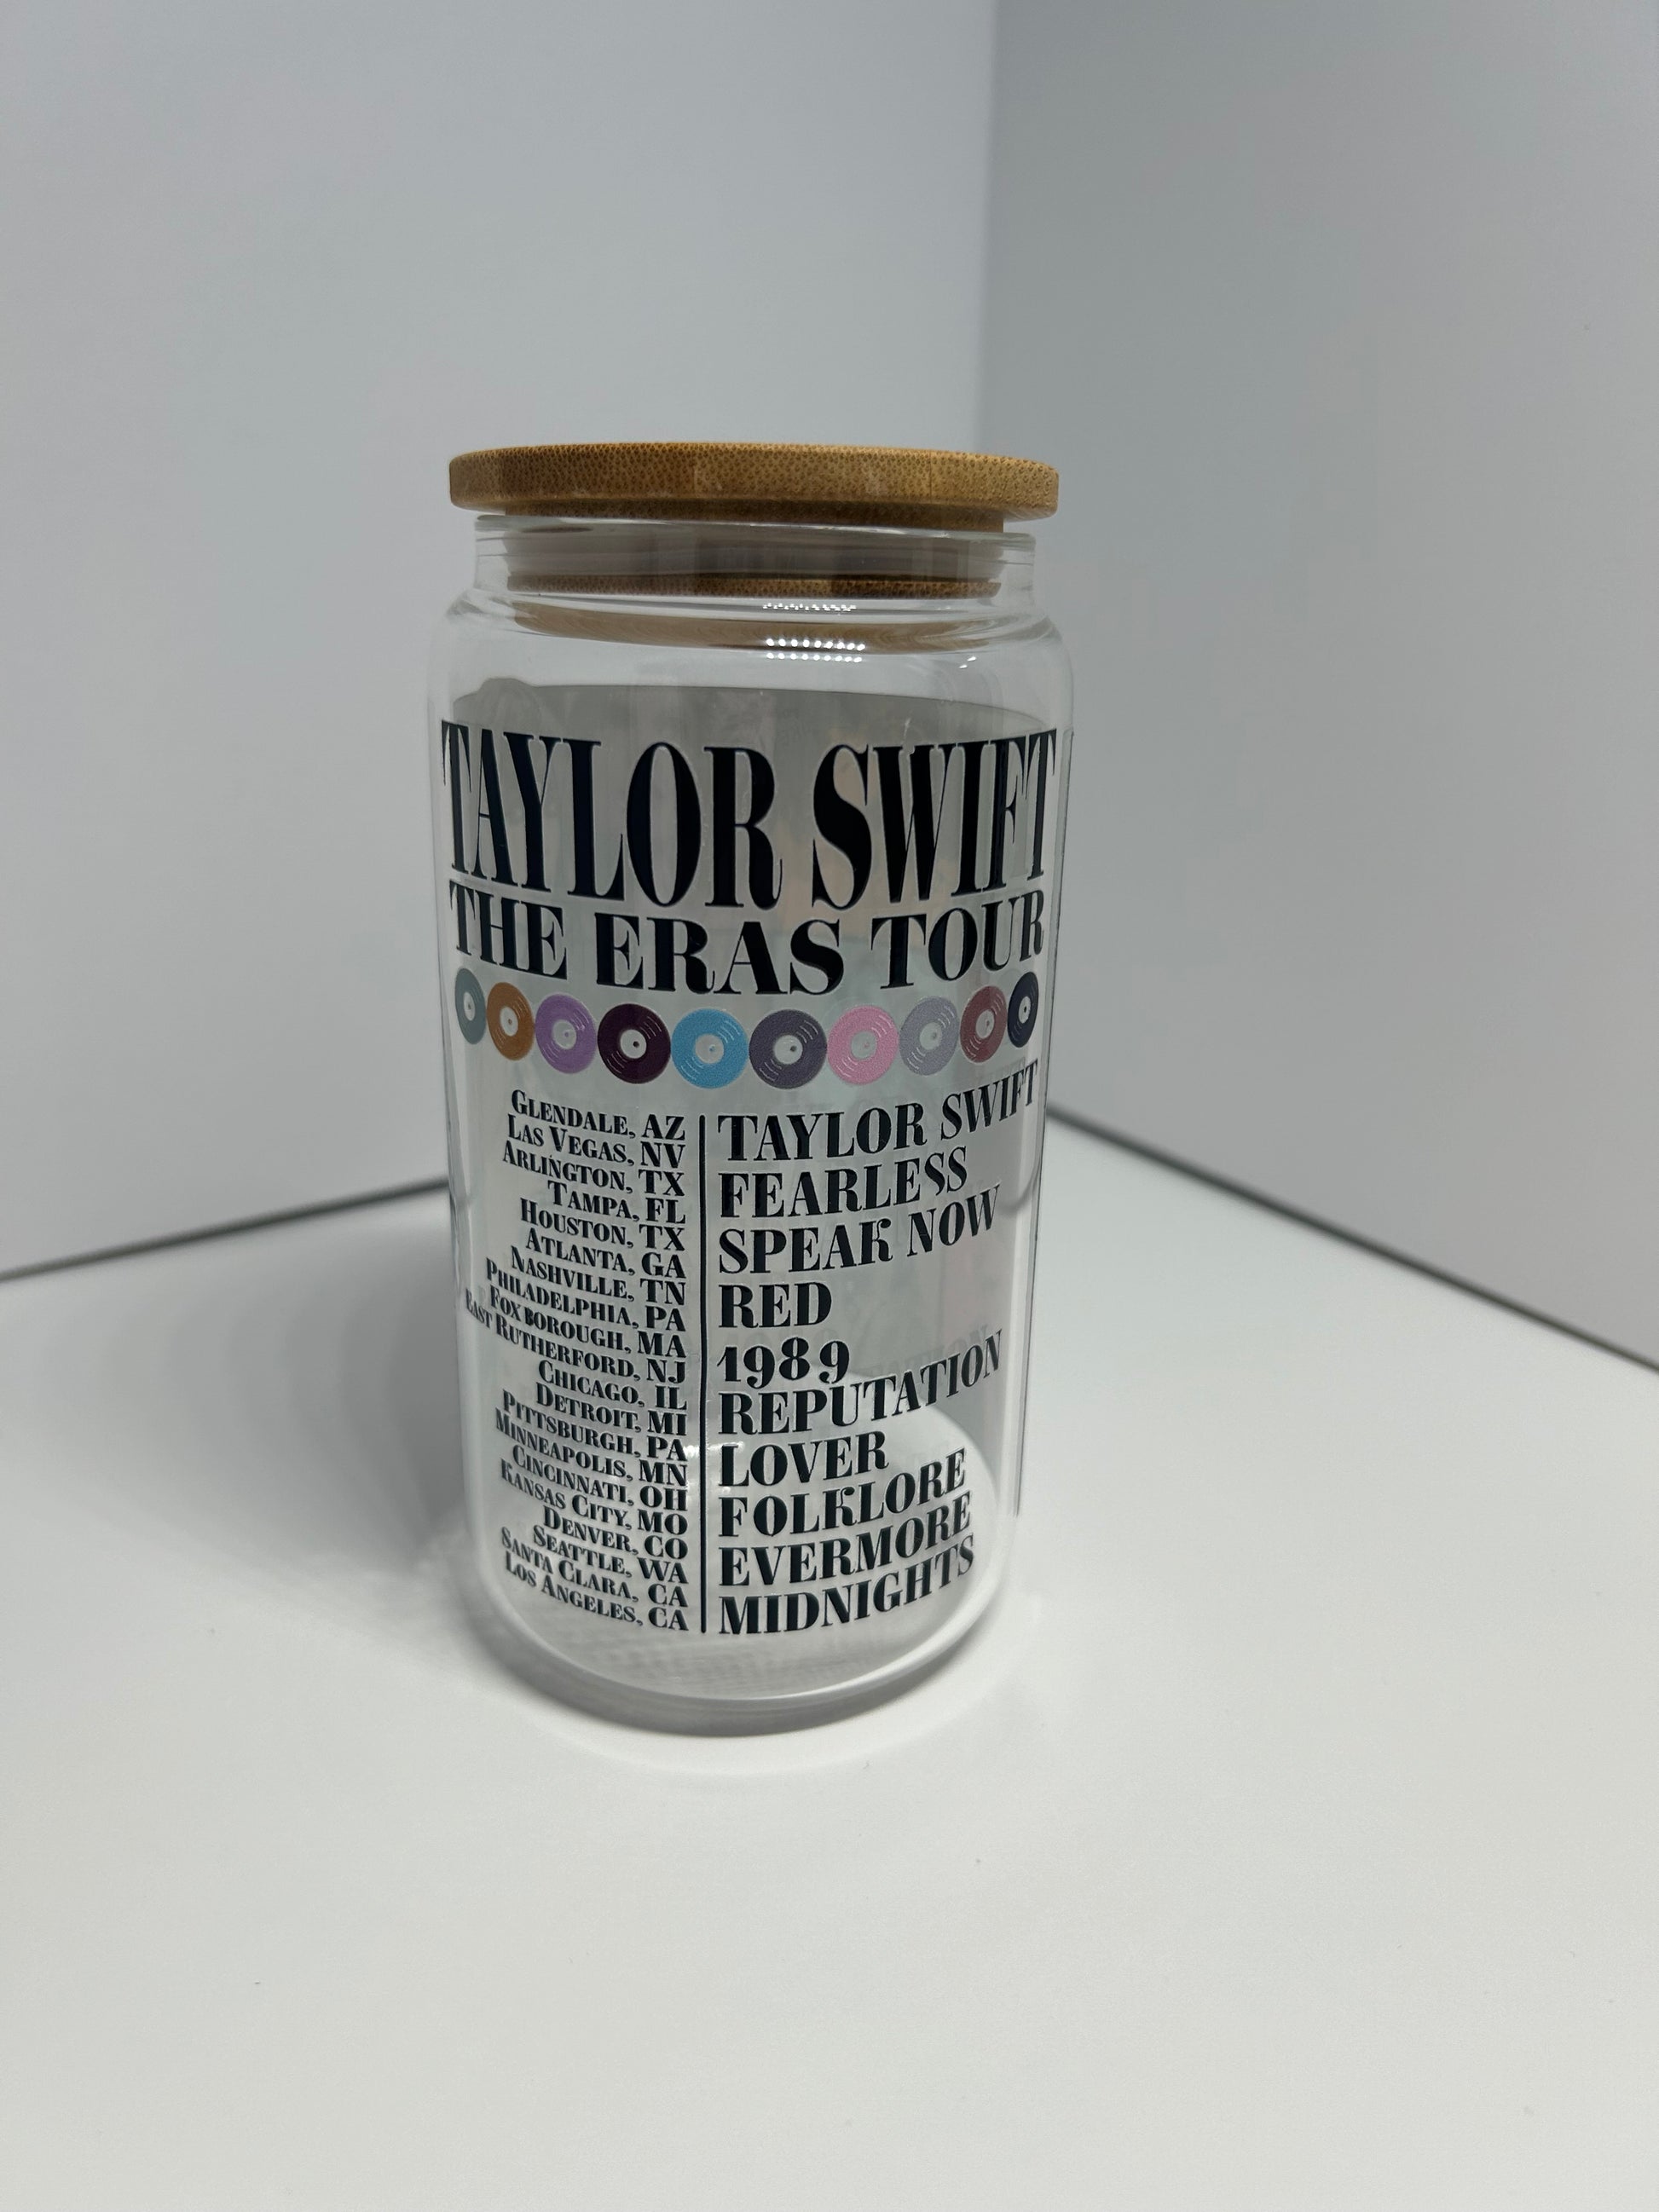 TAYLOR SWIFT
THE ERAS TOUR
GLENDALE, AZ
LAS VEGAS, NV
ARLINGTON, TX
TAMPA, FL
HOUSTON, TX
ATLANTA, GA
NASHVILLE, TN
PHILADELPHIA, PA
FOXBOROUGH, MA
EAST RUTHERFORD, NJ
CHICAGO, IL
DETROIT, MI
PITTSBURGH, PA
MINNEAPOLIS, MN
CINCINNATI, OH
KANSAS CITY, MO
DENVER, CO
SEATTLE, WA
SANTA CLARA, CA
LOS ANGELES, CA
TAYLOR SWIFT
FEARLESS
SPEAK NOW
RED
1989
REPUTATION
LOVER
FOLKLORE
EVERMORE
MIDNIGHTS